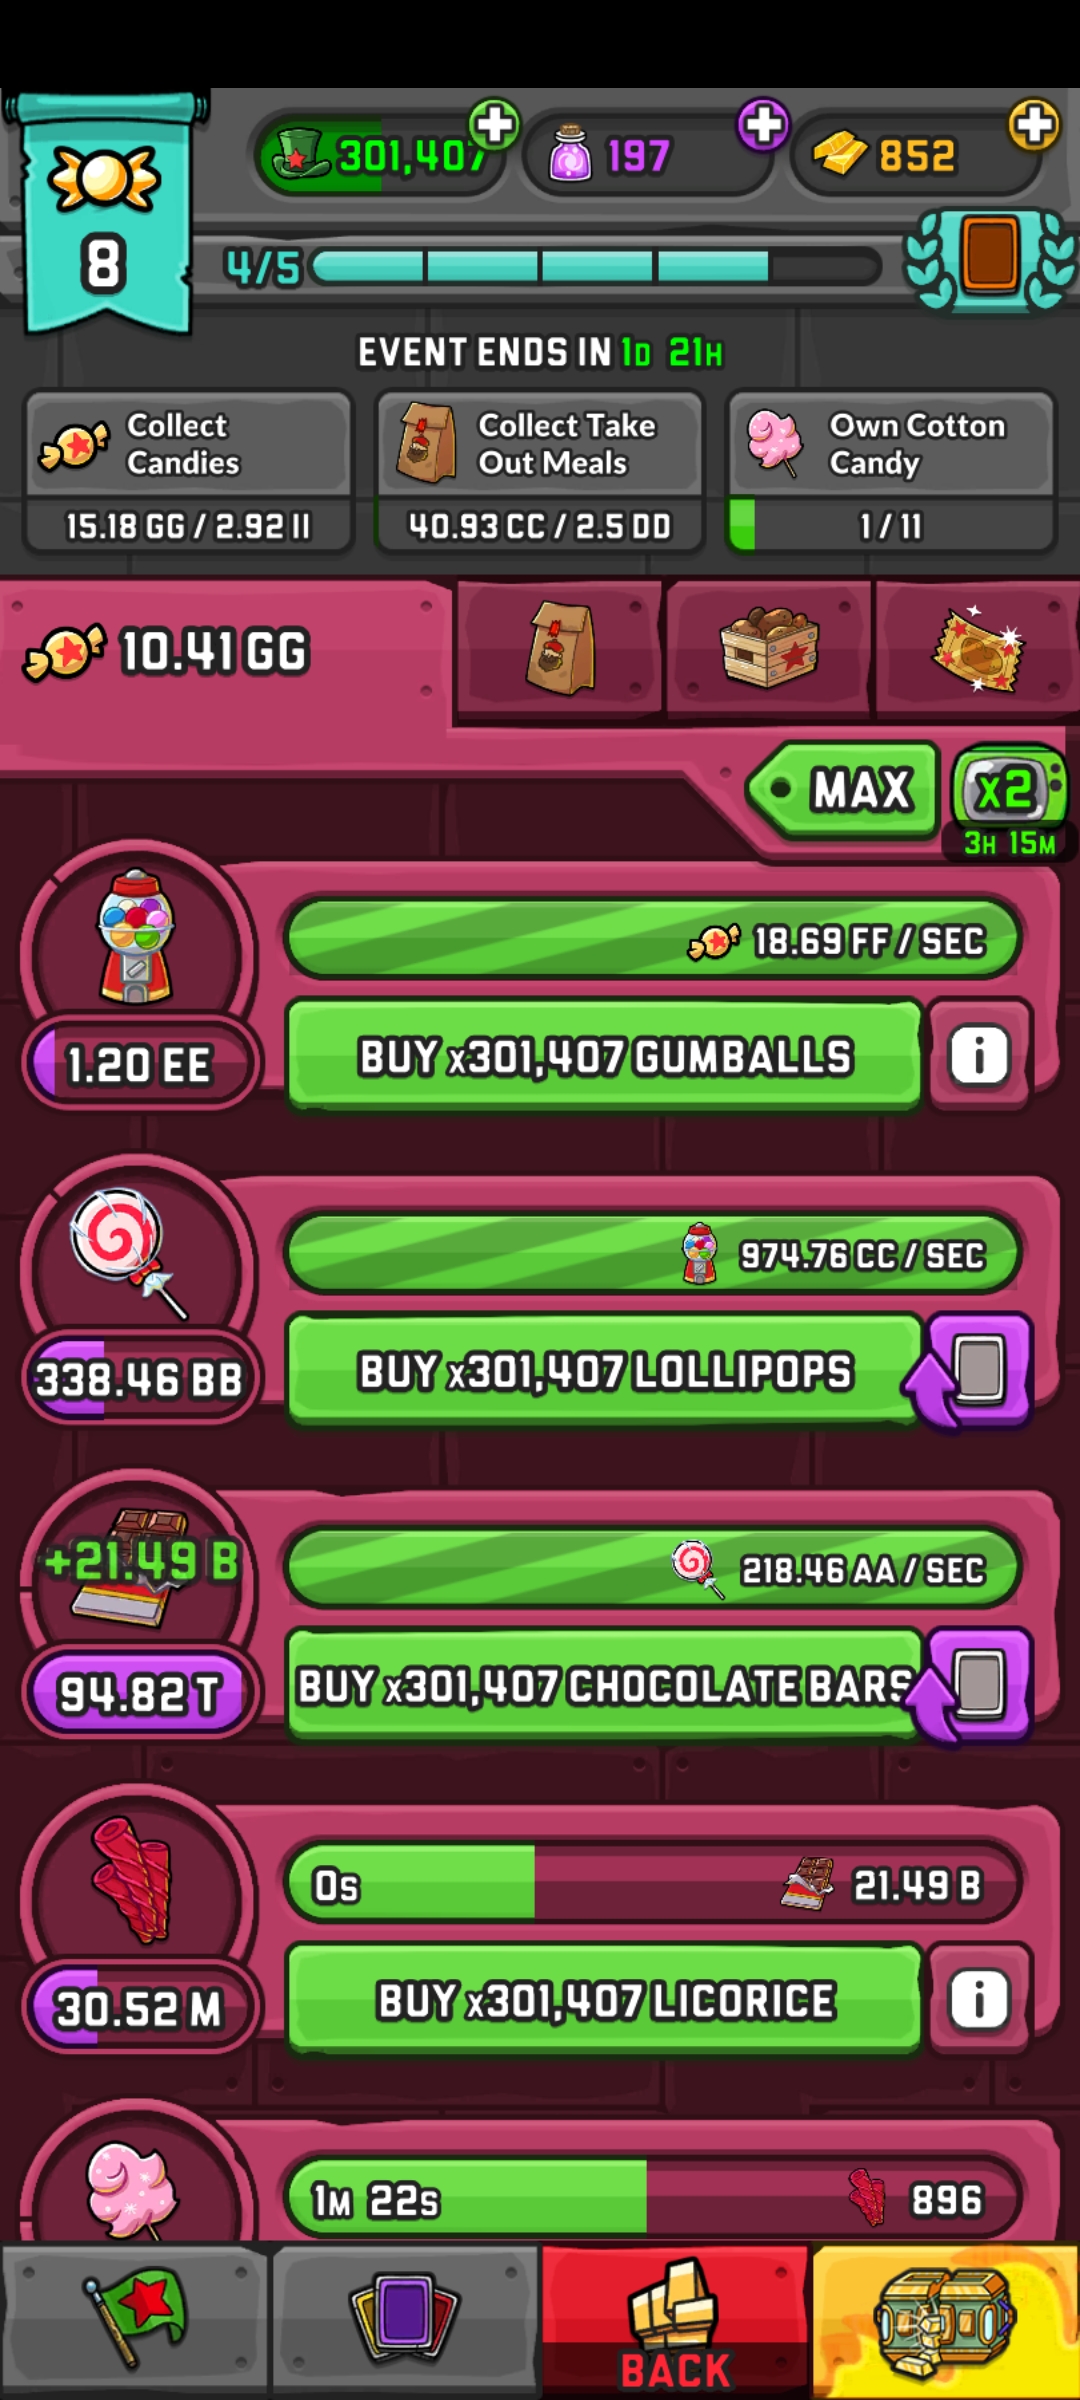 301,407
197
852
8
4/5
EVENT ENDS IN 1D 21H
Collect
Candies
15.18 GG / 2.92 II
Collect Take
Out Meals
40.93 CC / 2.5 DD
Own Cotton
Candy
1 / 11
10.41 GG
MAX
x2
3H 15M
18.69 FF / SEC
1.20 EE
BUY x301,407 GUMBALLS
i
974.76 CC / SEC
338.46 BB
BUY x301,407 LOLLIPOPS
+21.49 B
218.46 AA / SEC
94.82 T
BUY x301,407 CHOCOLATE BARS
0s
21.49 B
30.52 M
BUY x301,407 LICORICE
i
1M 22s
896
BACK